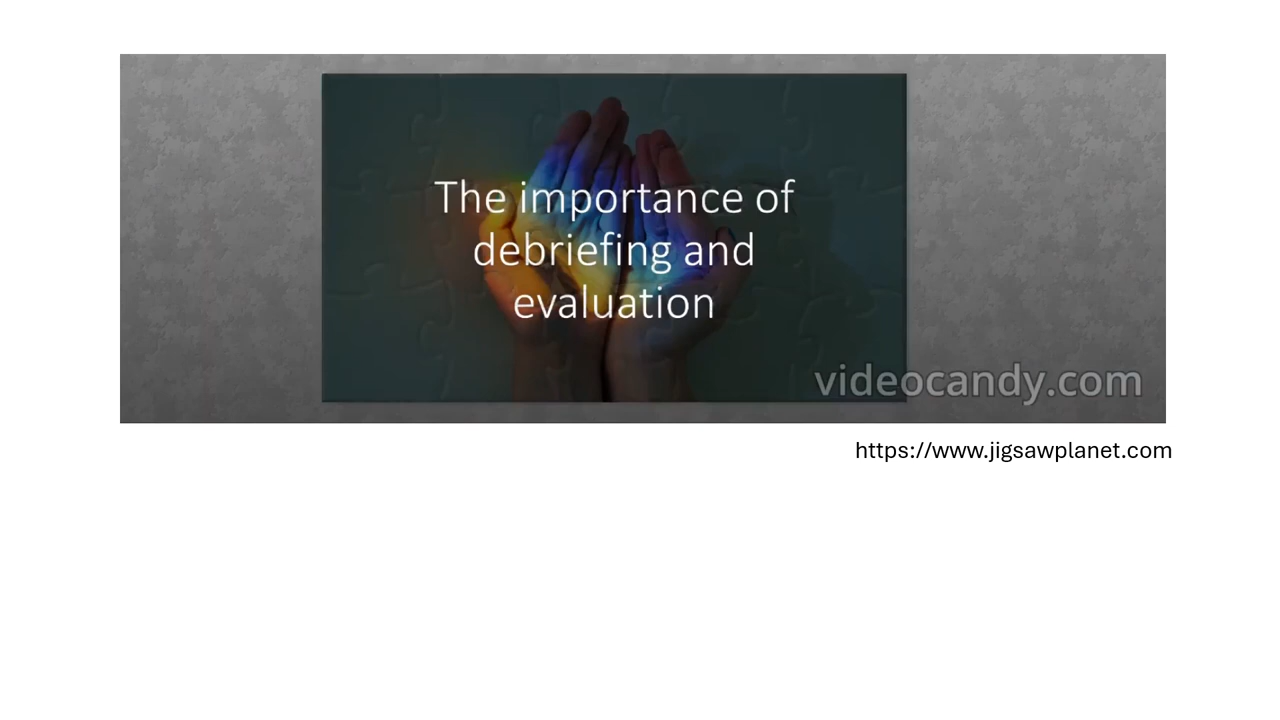 The importance of
debriefing and
evaluation
videocandy.com
https://www.jigsawplanet.com